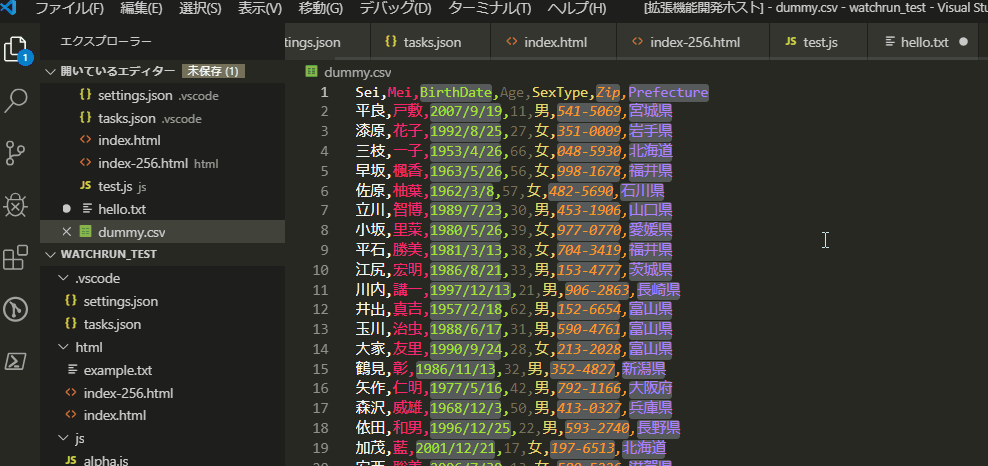 ファイル(F) 編集(E) 選択(S) 表示(V) 移動(G) デバッグ(D) ターミナル(T) ヘルプ(H) [拡張機能開発ホスト] - dummy.csv - watchrun_test - Visual Stu
エクスプローラー
tings.json tasks.json index.html index-256.html JS test.js hello.txt
1
開いているエディター 未保存 (1)
settings.json .vscode
tasks.json .vscode
index.html
index-256.html html
JS test.js js
hello.txt
dummy.csv
WATCHRUN_TEST
.vscode
settings.json
tasks.json
html
example.txt
index-256.html
index.html
js
JS alpha.js
dummy.csv
1 Sei,Mei,BirthDate,Age,SexType,Zip,Prefecture
2 平良,戸敷,2007/9/19,11,男,541-5069,宮城県
3 漆原,花子,1992/8/25,27,女,351-0009,岩手県
4 三枝,一子,1953/4/26,66,女,048-5930,北海道
5 早坂,楓香,1963/5/26,56,女,998-1678,福井県
6 佐原,柚葉,1962/3/8,57,女,482-5690,石川県
7 立川,智博,1989/7/23,30,男,453-1906,山口県
8 小坂,里菜,1980/5/26,39,女,977-0770,愛媛県
9 平石,勝美,1981/3/13,38,女,704-3419,福井県
10 江尻,宏明,1986/8/21,33,男,153-4777,茨城県
11 川内,講一,1997/12/13,21,男,906-2863,長崎県
12 井出,真吉,1957/2/18,62,男,152-6654,富山県
13 玉川,治虫,1988/6/17,31,男,590-4761,富山県
14 大家,友里,1990/9/24,28,女,213-2028,富山県
15 鶴見,彰,1986/11/13,32,男,352-4827,新潟県
16 矢作,仁明,1977/5/16,42,男,792-1166,大阪府
17 森沢,威雄,1968/12/3,50,男,413-0327,兵庫県
18 依田,和男,1996/12/25,22,男,593-2740,長野県
19 加茂,藍,2001/12/21,17,女,197-6513,北海道